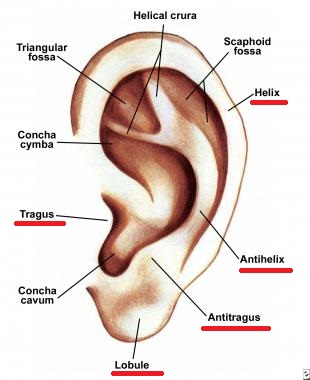 Helical crura
Triangular
fossa
Scaphoid
fossa
Helix
Concha
cymba
Tragus
Antihelix
Concha
cavum
Antitragus
Lobule